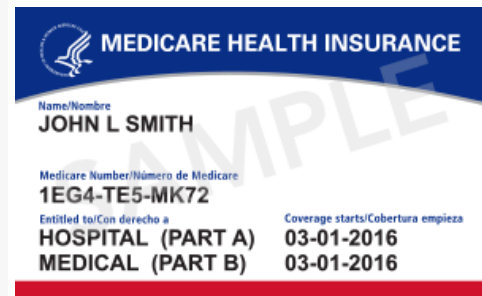 MEDICARE HEALTH INSURANCE
Name/Nombre
JOHN L SMITH
Medicare Number/Número de Medicare
1EG4-TE5-MK72
Entitled to/Con derecho a Coverage starts/Cobertura empieza
HOSPITAL (PART A) 03-01-2016
MEDICAL (PART B) 03-01-2016
SAMPLE